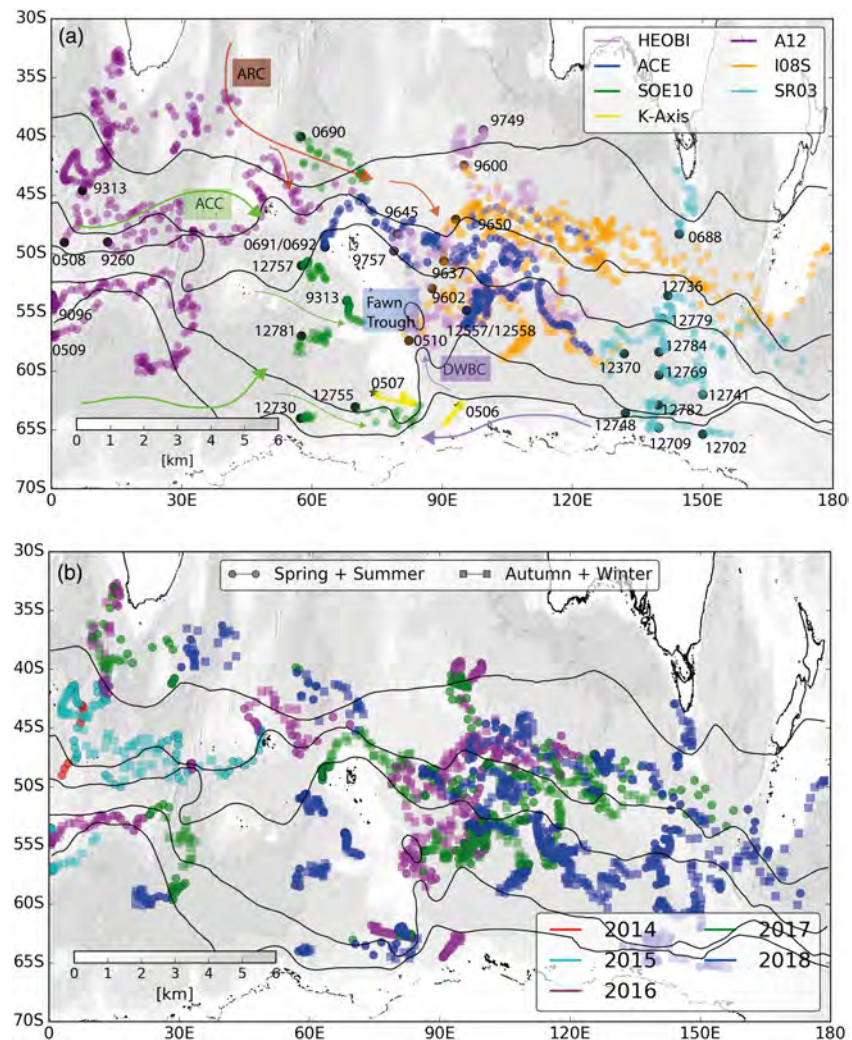 (a)
30S
35S
40S
45S
50S
55S
60S
65S
70S
0
30E
60E
90E
120E
150E
180
HEOBI
ACE
SOE10
K-Axis
A12
I08S
SR03
ARC
0690
9749
9600
9313
ACC
9645
9650
0688
0508
9260
0691/0692
9757
12757
9637
12736
9313
Fawn
Trough
9602
12779
9096
0509
12781
0510
12557/12558
12784
12370
12769
DWBC
12755
0507
12741
12730
0506
12782
12748
12709
12702
0 1 2 3 4 5 6
[km]
(b)
Spring + Summer
Autumn + Winter
30S
35S
40S
45S
50S
55S
60S
65S
70S
0 1 2 3 4 5 6
[km]
2014
2015
2016
2017
2018
0
30E
60E
90E
120E
150E
180